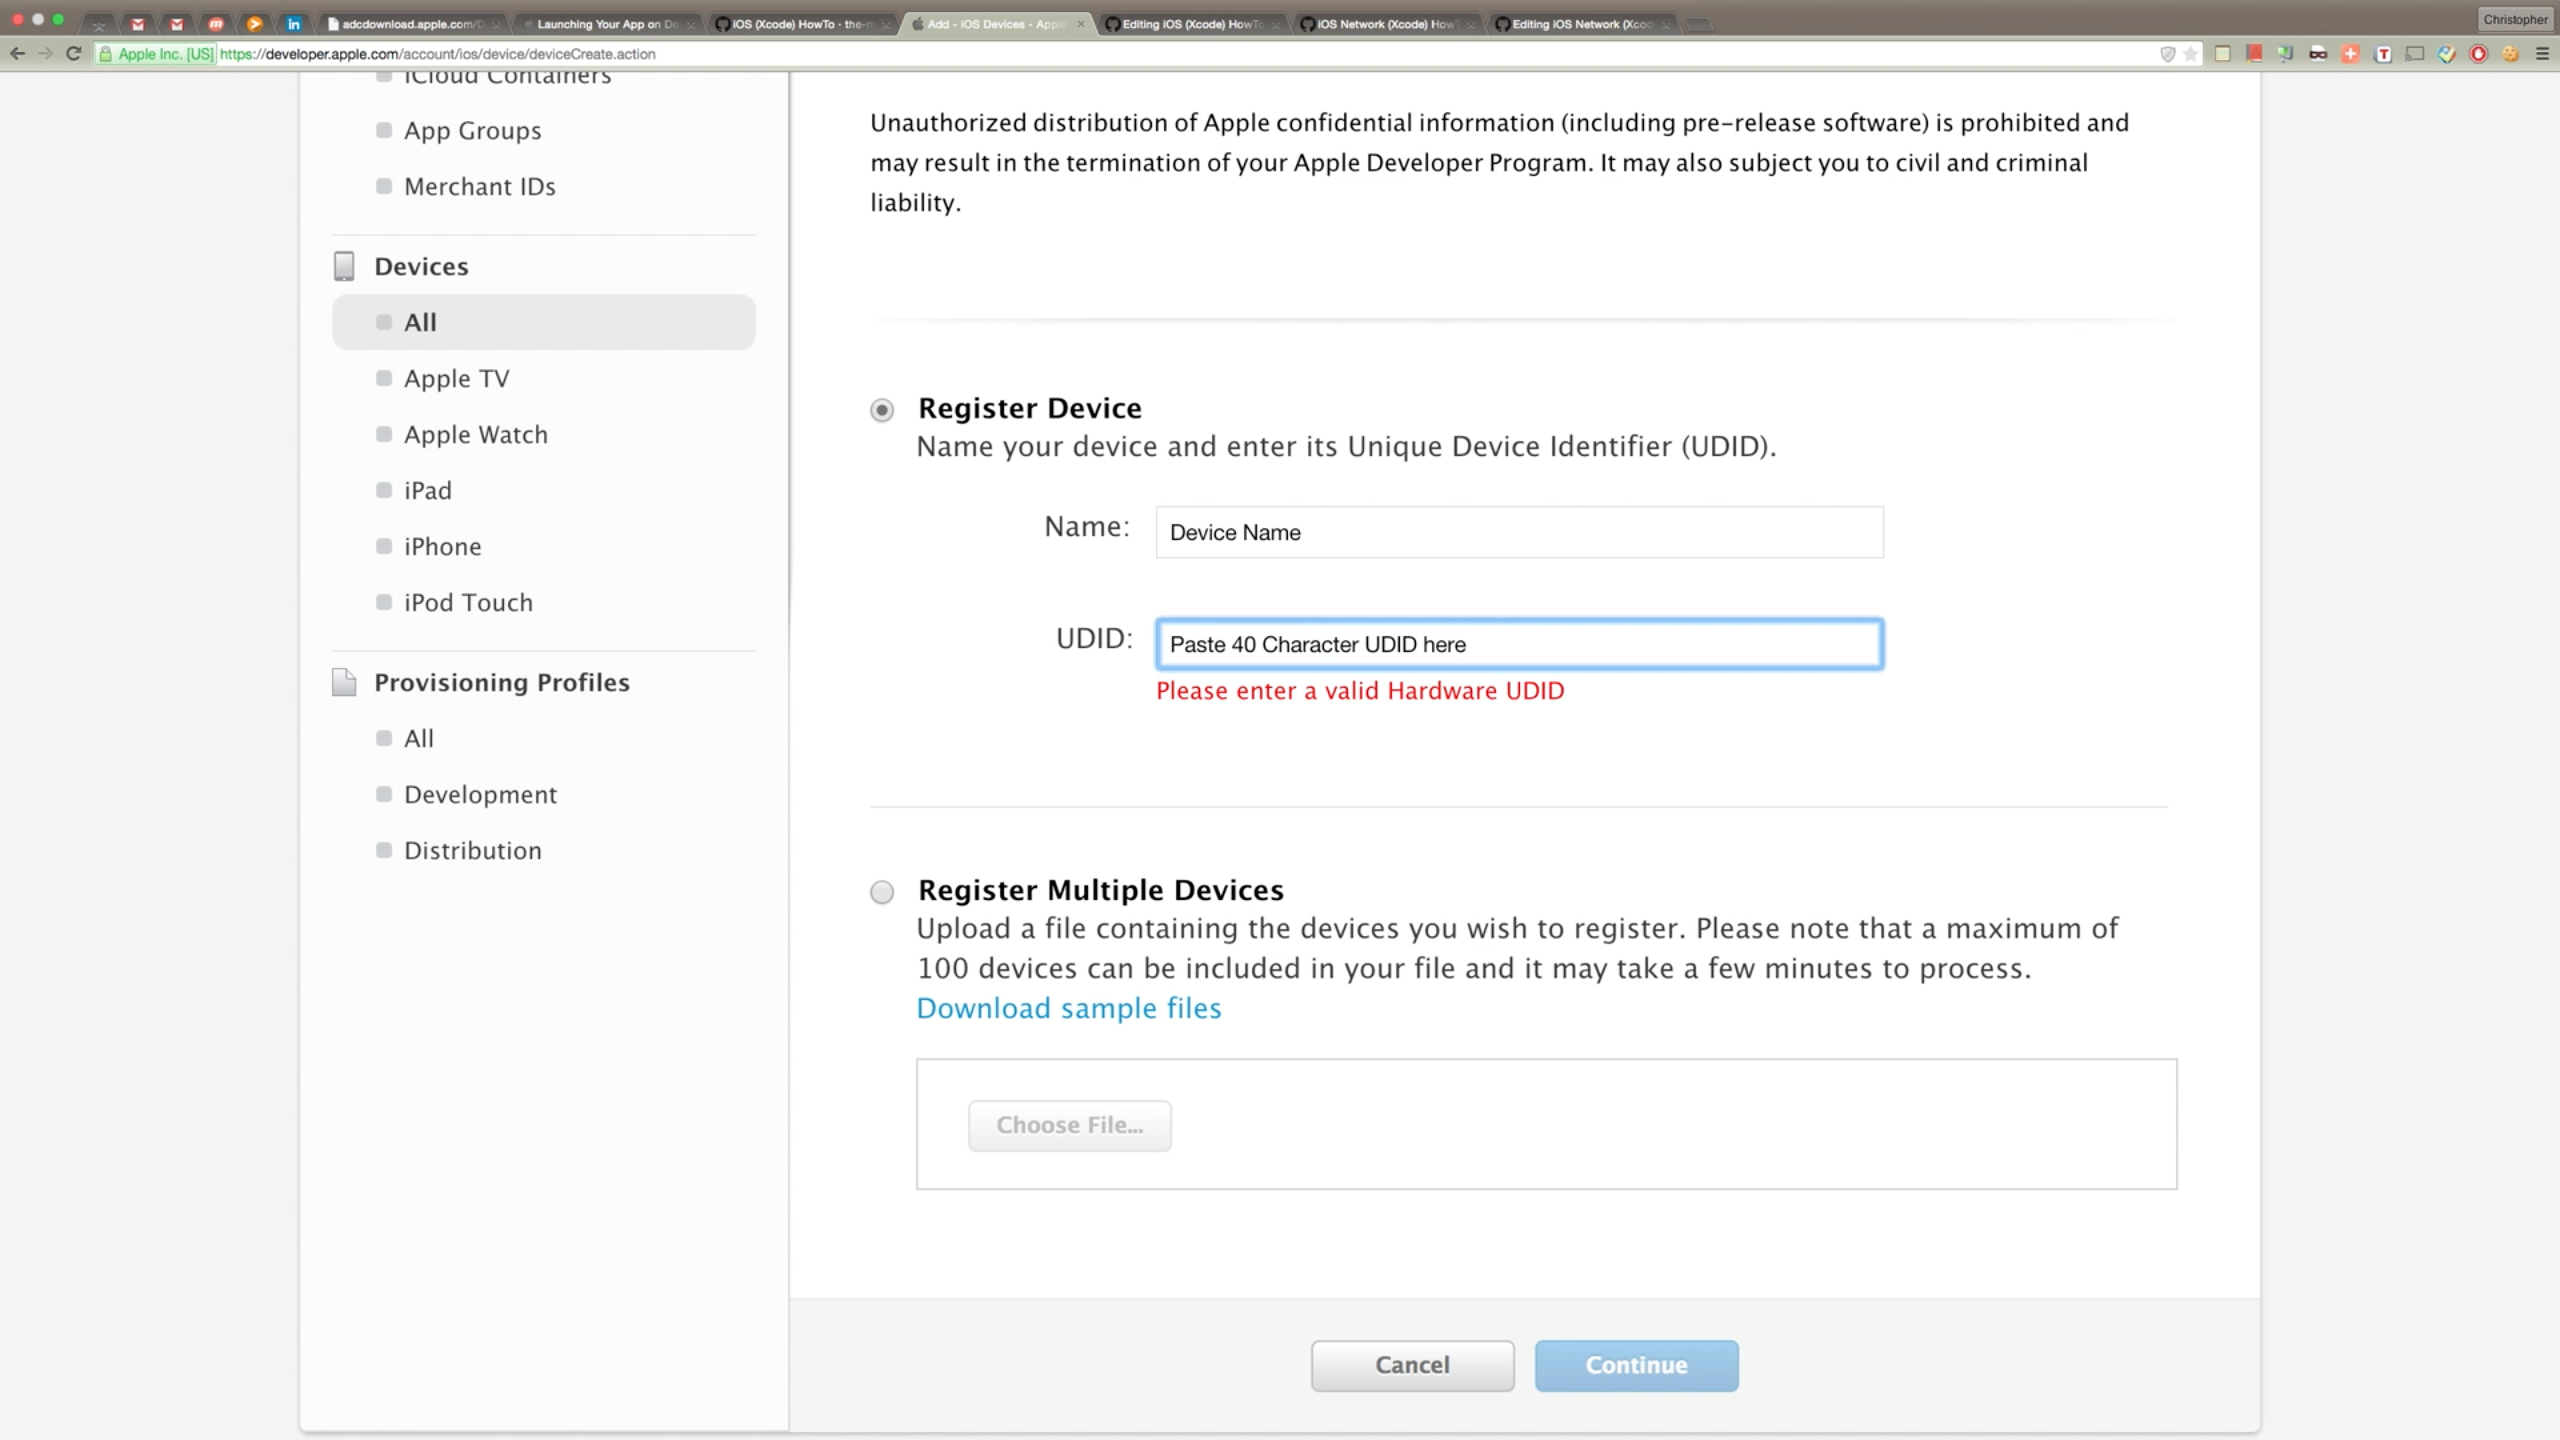 adcdownload.apple.com/D
Launching Your App on De
iOS (Xcode) HowTo - the-m
Add - iOS Devices - Apple
Editing iOS (Xcode) HowTo
iOS Network (Xcode) HowT
Editing iOS Network (Xcod
Christopher
Apple Inc. [US] https://developer.apple.com/account/ios/device/deviceCreate.action
iCloud Containers
App Groups
Merchant IDs
Devices
All
Apple TV
Apple Watch
iPad
iPhone
iPod Touch
Provisioning Profiles
All
Development
Distribution
Unauthorized distribution of Apple confidential information (including pre-release software) is prohibited and
may result in the termination of your Apple Developer Program. It may also subject you to civil and criminal
liability.
Register Device
Name your device and enter its Unique Device Identifier (UDID).
Name: Device Name
UDID: Paste 40 Character UDID here
Please enter a valid Hardware UDID
Register Multiple Devices
Upload a file containing the devices you wish to register. Please note that a maximum of
100 devices can be included in your file and it may take a few minutes to process.
Download sample files
Choose File...
Cancel
Continue